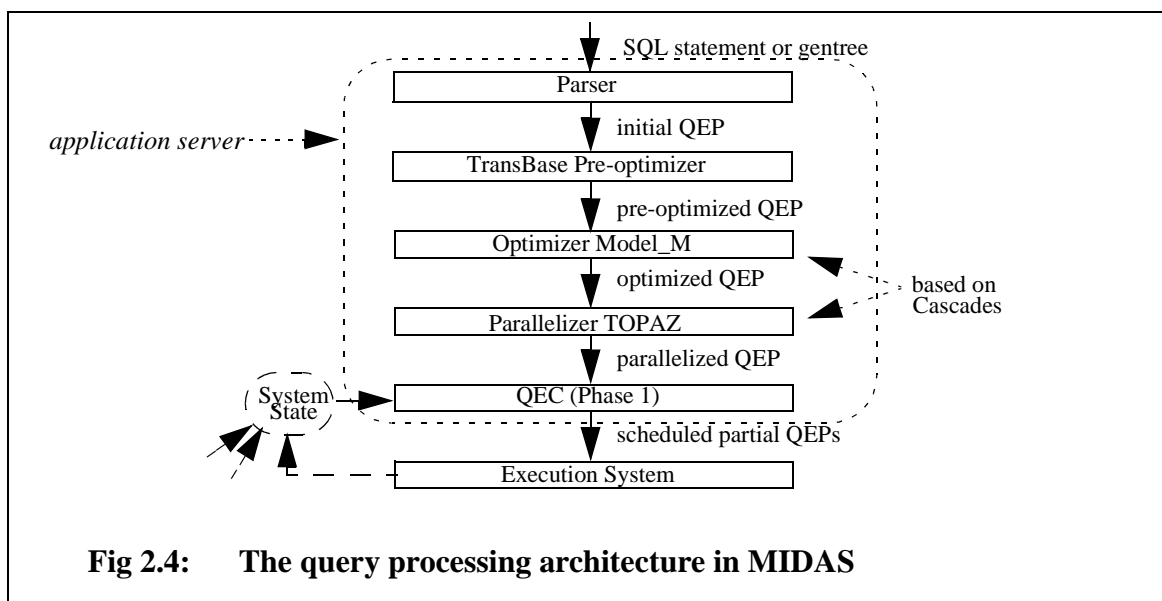 SQL statement or gentree
Parser
application server
initial QEP
TransBase Pre-optimizer
pre-optimized QEP
Optimizer Model_M
optimized QEP
based on
Cascades
Parallelizer TOPAZ
parallelized QEP
System
State
QEC (Phase 1)
scheduled partial QEPs
Execution System
Fig 2.4: The query processing architecture in MIDAS